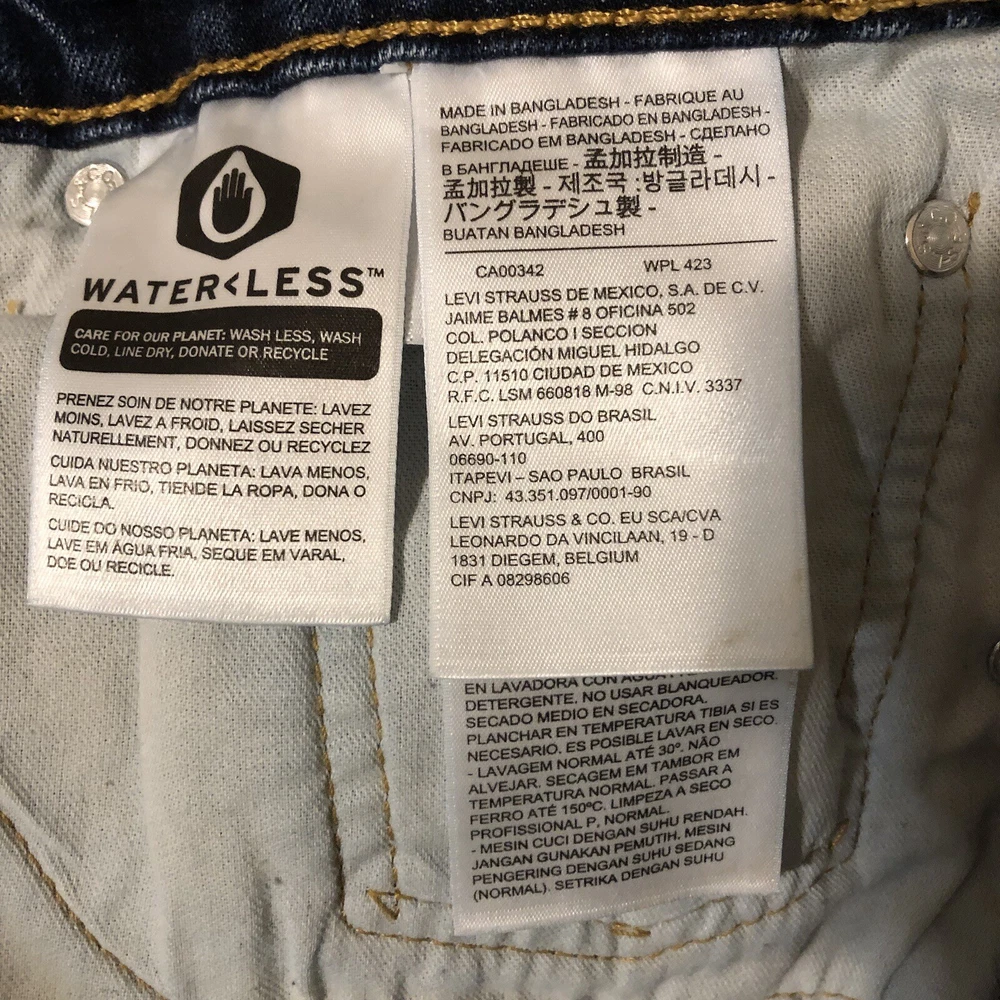 WATER<LESS™
CARE FOR OUR PLANET: WASH LESS, WASH
COLD, LINE DRY, DONATE OR RECYCLE
PRENEZ SOIN DE NOTRE PLANETE: LAVEZ
MOINS, LAVEZ A FROID, LAISSEZ SECHER
NATURELLEMENT, DONNEZ OU RECYCLEZ
CUIDA NUESTRO PLANETA: LAVA MENOS,
LAVA EN FRIO, TIENDE LA ROPA, DONA O
RECICLA.
CUIDE DO NOSSO PLANETA: LAVE MENOS,
LAVE EM ÁGUA FRIA, SEQUE EM VARAL,
DOE OU RECICLE.
MADE IN BANGLADESH - FABRIQUE AU
BANGLADESH - FABRICADO EN BANGLADESH -
FABRICADO EM BANGLADESH - СДЕЛАНО
В БАНГЛАДЕШЕ - 孟加拉制造 -
孟加拉製 - 제조국 :방글라데시 -
バングラデシュ製 -
BUATAN BANGLADESH
CA00342 WPL 423
LEVI STRAUSS DE MEXICO, S.A. DE C.V.
JAIME BALMES # 8 OFICINA 502
COL. POLANCO I SECCION
DELEGACIÓN MIGUEL HIDALGO
C.P. 11510 CIUDAD DE MEXICO
R.F.C. LSM 660818 M-98 C.N.I.V. 3337
LEVI STRAUSS DO BRASIL
AV. PORTUGAL, 400
06690-110
ITAPEVI – SAO PAULO BRASIL
CNPJ: 43.351.097/0001-90
LEVI STRAUSS & CO. EU SCA/CVA
LEONARDO DA VINCILAAN, 19 - D
1831 DIEGEM, BELGIUM
CIF A 08298606
EN LAVADORA CON AGUA
DETERGENTE. NO USAR BLANQUEADOR.
SECADO MEDIO EN SECADORA.
PLANCHAR EN TEMPERATURA TIBIA SI ES
NECESARIO. ES POSIBLE LAVAR EN SECO.
- LAVAGEM NORMAL ATÉ 30º. NÃO
ALVEJAR. SECAGEM EM TAMBOR EM
TEMPERATURA NORMAL. PASSAR A
FERRO ATÉ 150ºC. LIMPEZA A SECO
PROFISSIONAL P, NORMAL.
- MESIN CUCI DENGAN SUHU RENDAH.
JANGAN GUNAKAN PEMUTIH. MESIN
PENGERING DENGAN SUHU SEDANG
(NORMAL). SETRIKA DENGAN SUHU